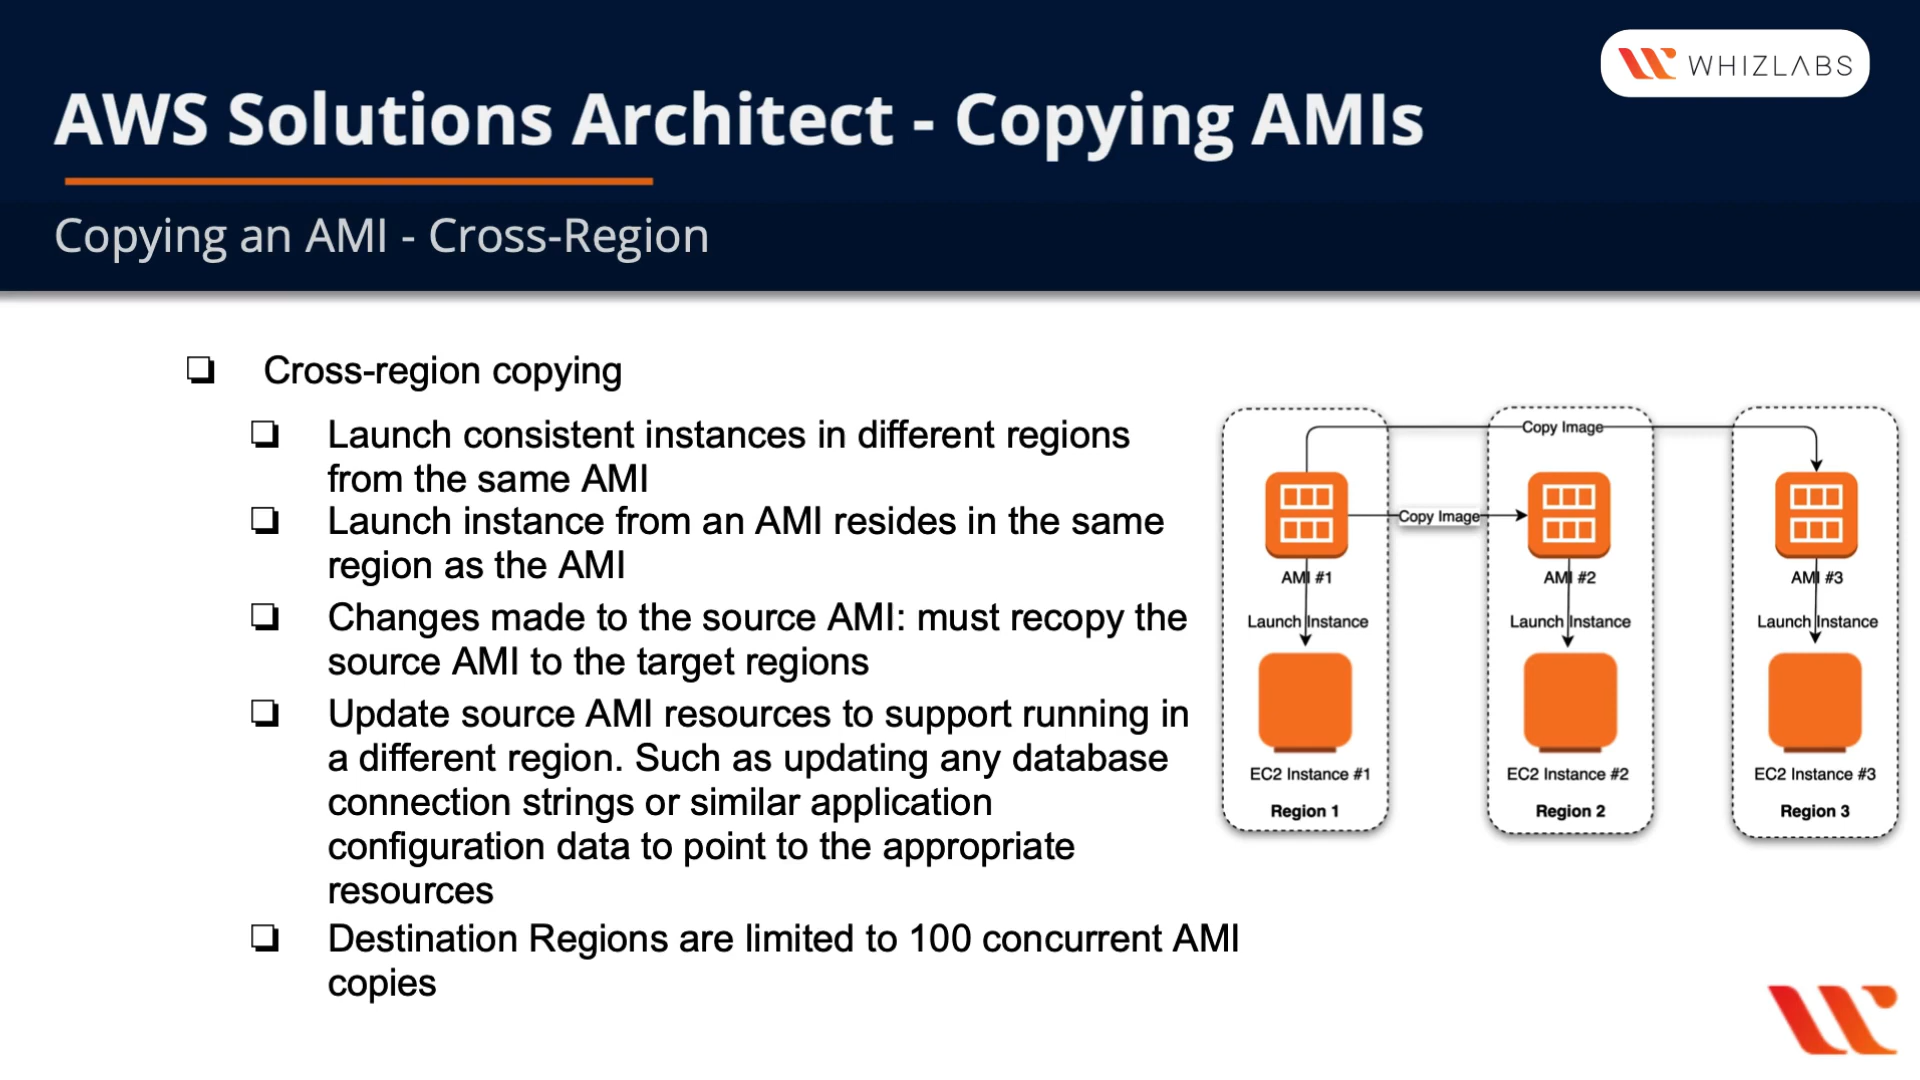 WHIZLABS
AWS Solutions Architect - Copying AMIs
Copying an AMI - Cross-Region
Cross-region copying
Launch consistent instances in different regions
from the same AMI
Launch instance from an AMI resides in the same
region as the AMI
Changes made to the source AMI: must recopy the
source AMI to the target regions
Update source AMI resources to support running in
a different region. Such as updating any database
connection strings or similar application
configuration data to point to the appropriate
resources
Destination Regions are limited to 100 concurrent AMI
copies
Copy Image
Copy Image
AMI #1
AMI #2
AMI #3
Launch Instance
Launch Instance
Launch Instance
EC2 Instance #1
EC2 Instance #2
EC2 Instance #3
Region 1
Region 2
Region 3